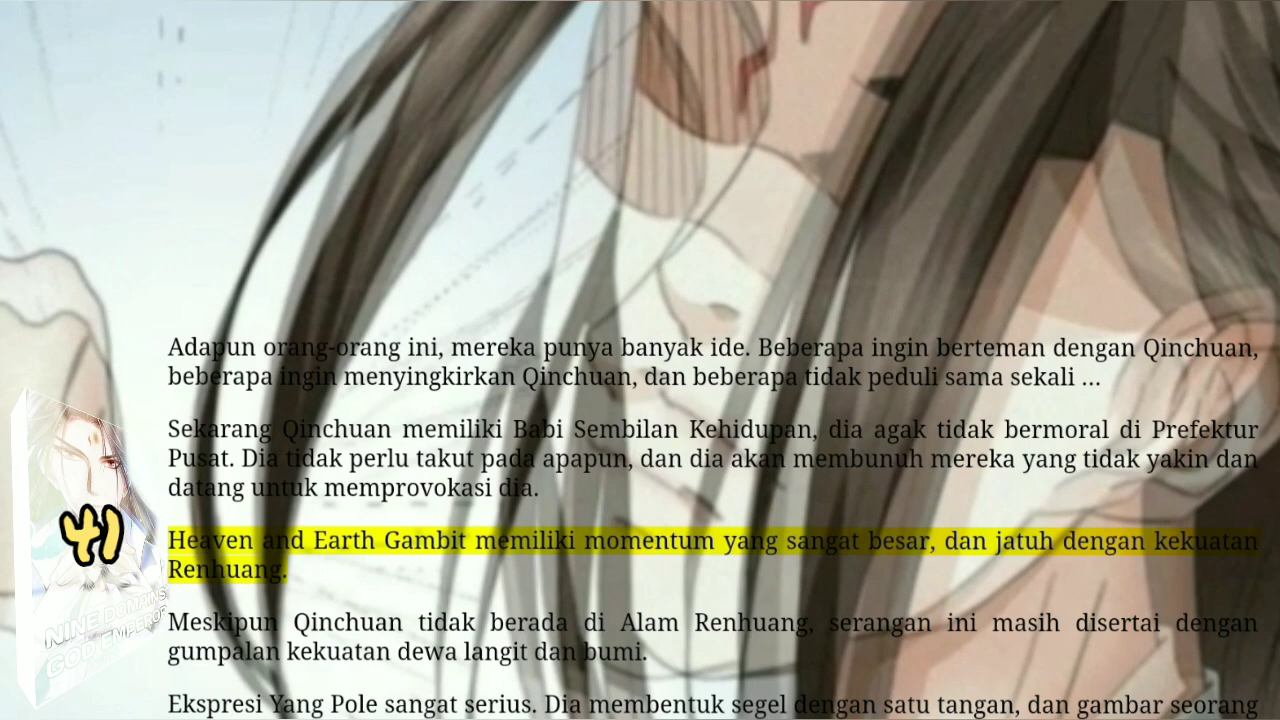 Adapun orang-orang ini, mereka punya banyak ide. Beberapa ingin berteman dengan Qinchuan,
beberapa ingin menyingkirkan Qinchuan, dan beberapa tidak peduli sama sekali ...
Sekarang Qinchuan memiliki Babi Sembilan Kehidupan, dia agak tidak bermoral di Prefektur
Pusat. Dia tidak perlu takut pada apapun, dan dia akan membunuh mereka yang tidak yakin dan
datang untuk memprovokasi dia.
Heaven and Earth Gambit memiliki momentum yang sangat besar, dan jatuh dengan kekuatan
Renhuang.
Meskipun Qinchuan tidak berada di Alam Renhuang, serangan ini masih disertai dengan
gumpalan kekuatan dewa langit dan bumi.
Ekspresi Yang Pole sangat serius. Dia membentuk segel dengan satu tangan, dan gambar seorang
41
NINE DOMAINS
GOD EMPEROR